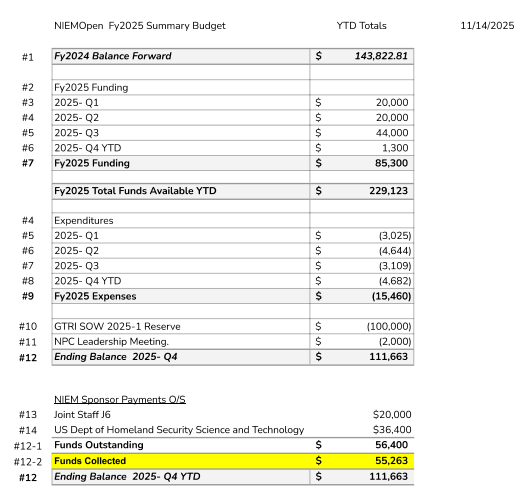 NIEMOpen Fy2025 Summary Budget YTD Totals 11/14/2025
#1 Fy2024 Balance Forward $ 143,822.81
#2 Fy2025 Funding
#3 2025- Q1 $ 20,000
#4 2025- Q2 $ 20,000
#5 2025- Q3 $ 44,000
#6 2025- Q4 YTD $ 1,300
#7 Fy2025 Funding $ 85,300
Fy2025 Total Funds Available YTD $ 229,123
#4 Expenditures
#5 2025- Q1 $ (3,025)
#6 2025- Q2 $ (4,644)
#7 2025- Q3 $ (3,109)
#8 2025- Q4 YTD $ (4,682)
#9 Fy2025 Expenses $ (15,460)
#10 GTRI SOW 2025-1 Reserve $ (100,000)
#11 NPC Leadership Meeting. $ (2,000)
#12 Ending Balance 2025- Q4 $ 111,663
NIEM Sponsor Payments O/S
#13 Joint Staff J6 $20,000
#14 US Dept of Homeland Security Science and Technology $36,400
#12-1 Funds Outstanding $ 56,400
#12-2 Funds Collected $ 55,263
#12 Ending Balance 2025- Q4 YTD $ 111,663